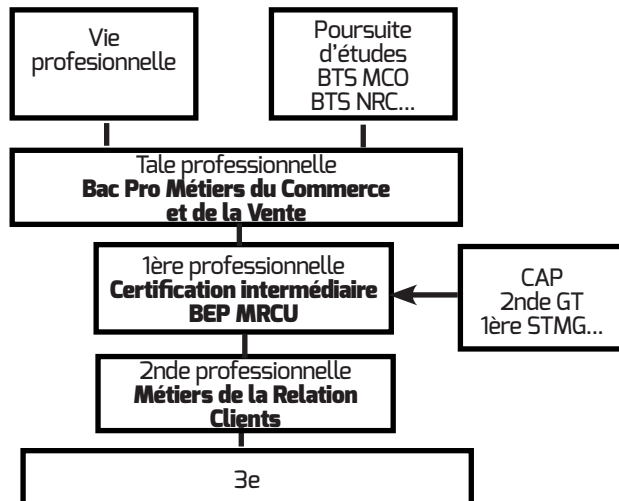 Vie
profesionnelle
Poursuite
d'études
BTS MCO
BTS NRC...
Tale professionnelle
Bac Pro Métiers du Commerce
et de la Vente
1ère professionnelle
Certification intermédiaire
BEP MRCU
CAP
2nde GT
1ère STMG...
2nde professionnelle
Métiers de la Relation
Clients
3e